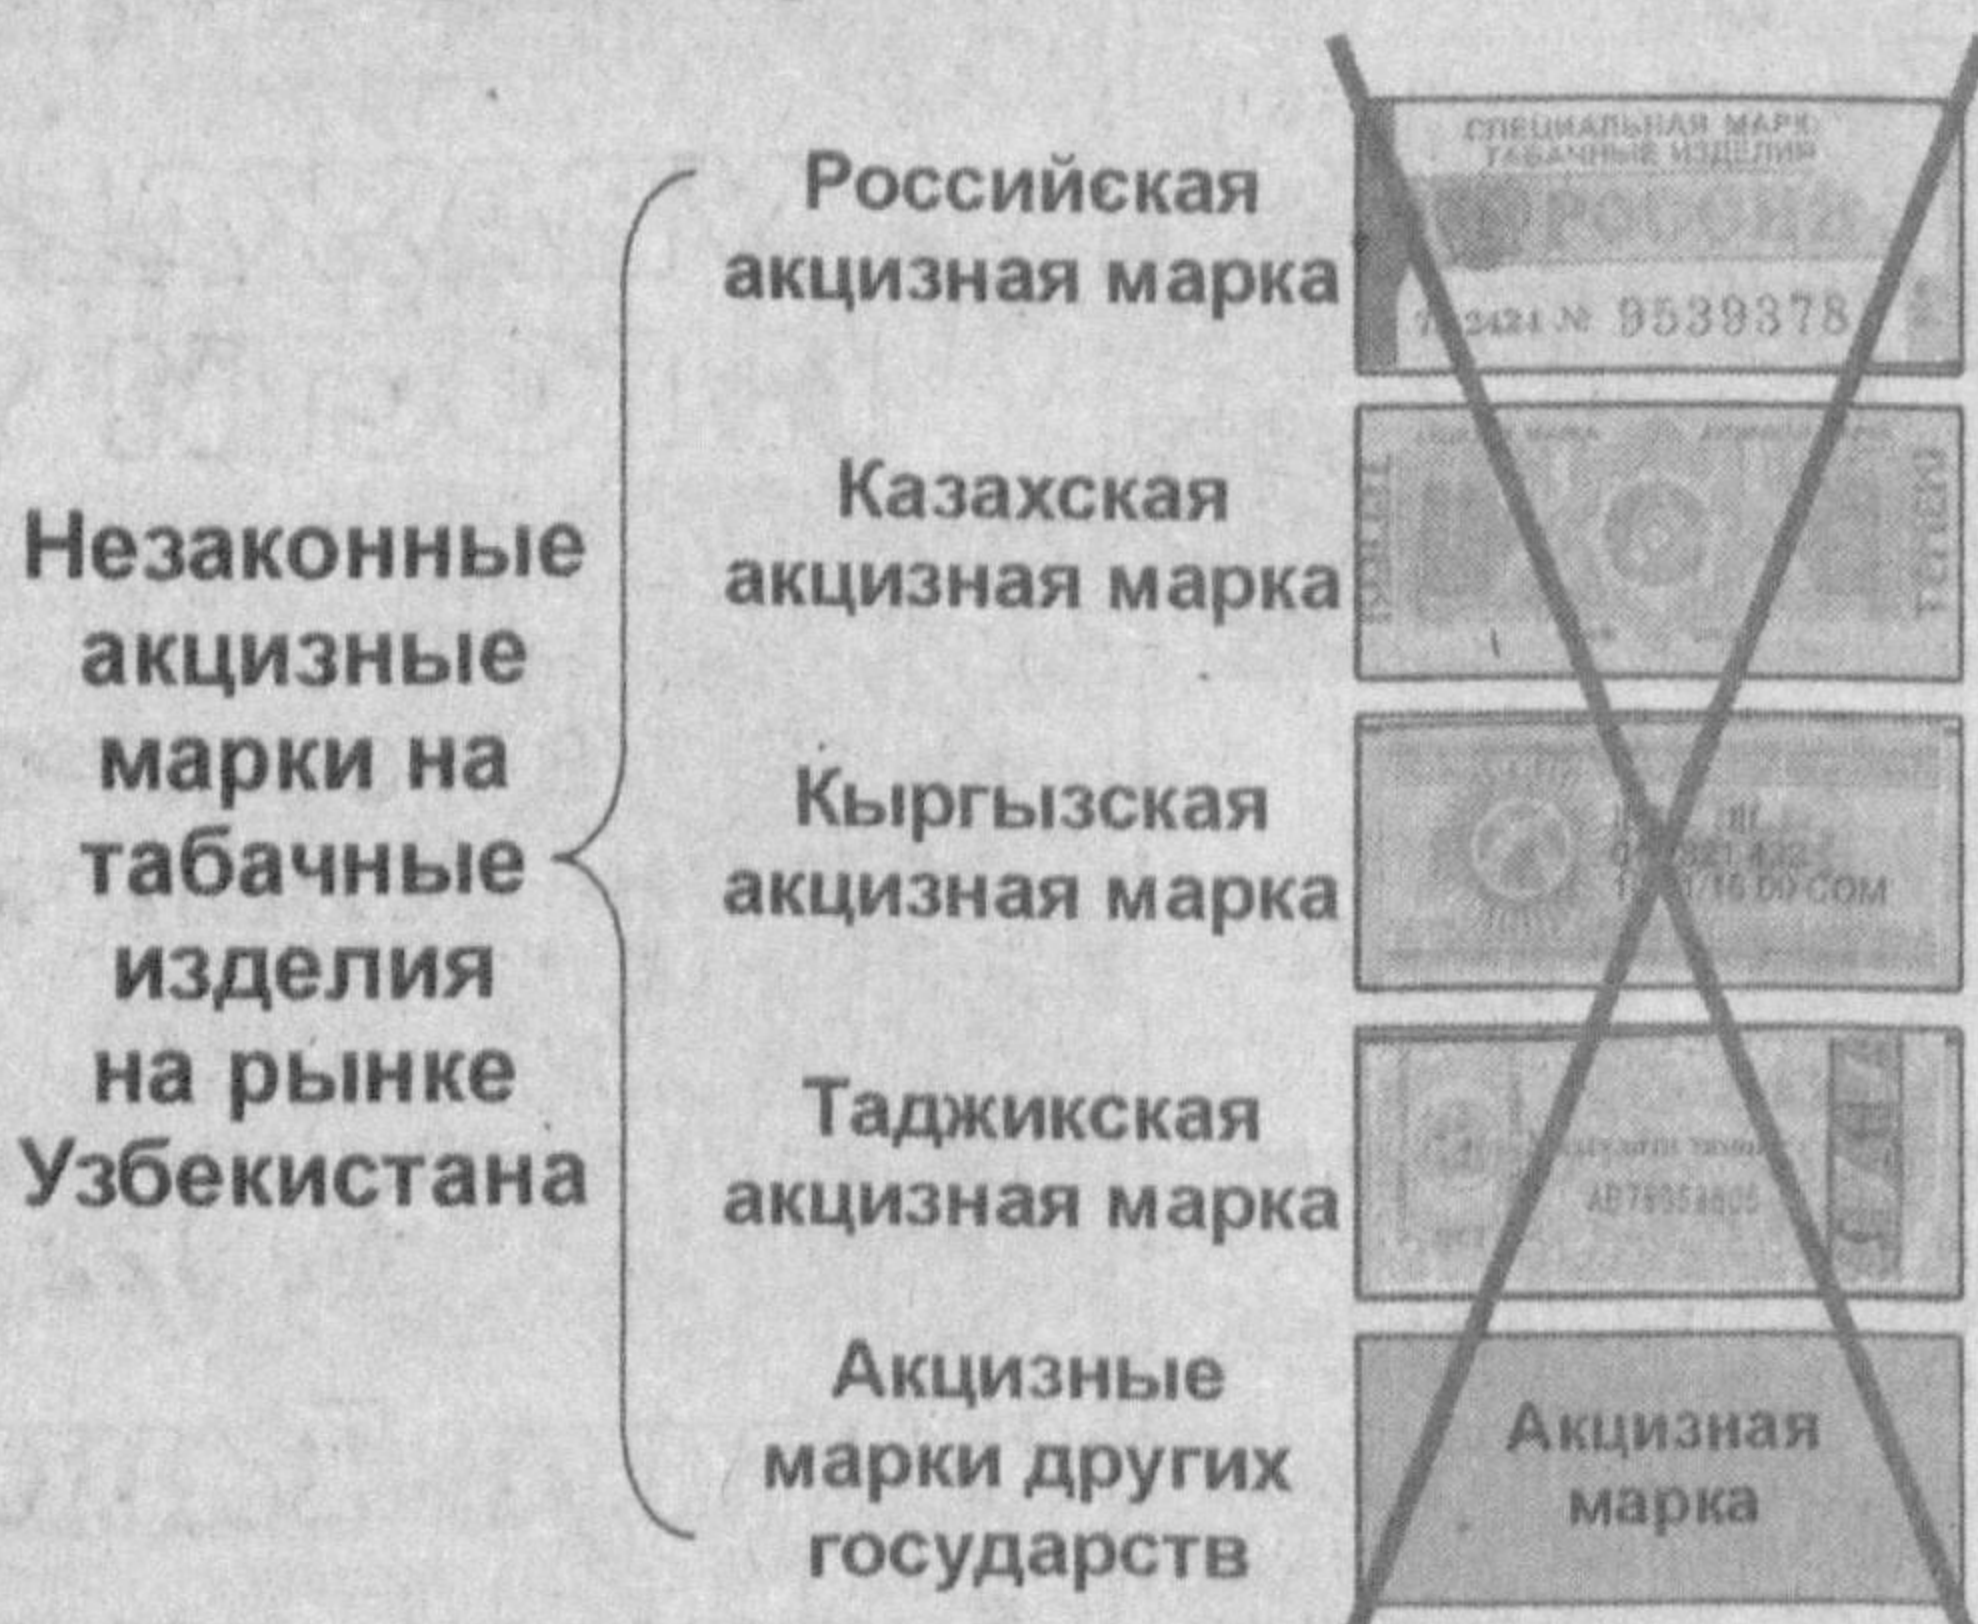 Незаконные
акцизные
марки на
табачные
изделия
на рынке
Узбекистана
Российская
акцизная марка
СПЕЦИАЛЬНАЯ
ТАБАЧНЫЕ ИЗДЕЛИЯ
РОССИЯ
№ 9539378
Казахская
акцизная марка
Кыргызская
акцизная марка
СОМ
Таджикская
акцизная марка
Акцизные
марки других
государств
Акцизная
марка